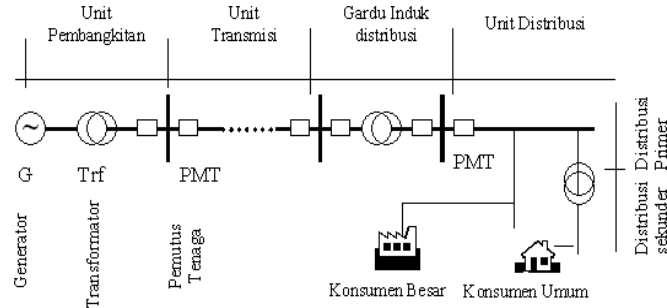 Unit
Pembangkitan
Unit
Transmisi
Gardu Induk
distribusi
Unit Distribusi
~
G
Trf
PMT
PMT
Generator
Transformator
Pemutus
Tenaga
Distribusi
Primer
Distribusi
sekunder
Konsumen Besar
Konsumen Umum